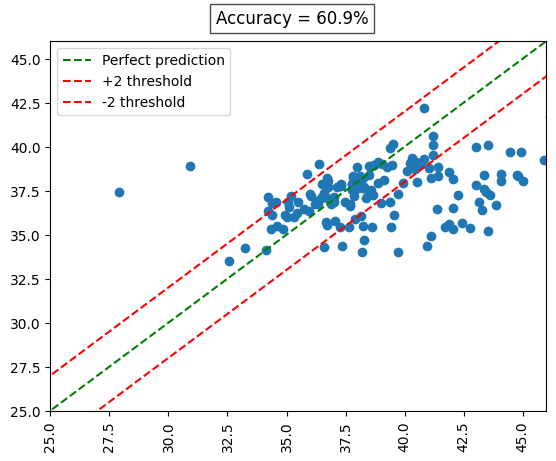 Accuracy = 60.9%
Perfect prediction
+2 threshold
-2 threshold
45.0
42.5
40.0
37.5
35.0
32.5
30.0
27.5
25.0
25.0 27.5 30.0 32.5 35.0 37.5 40.0 42.5 45.0